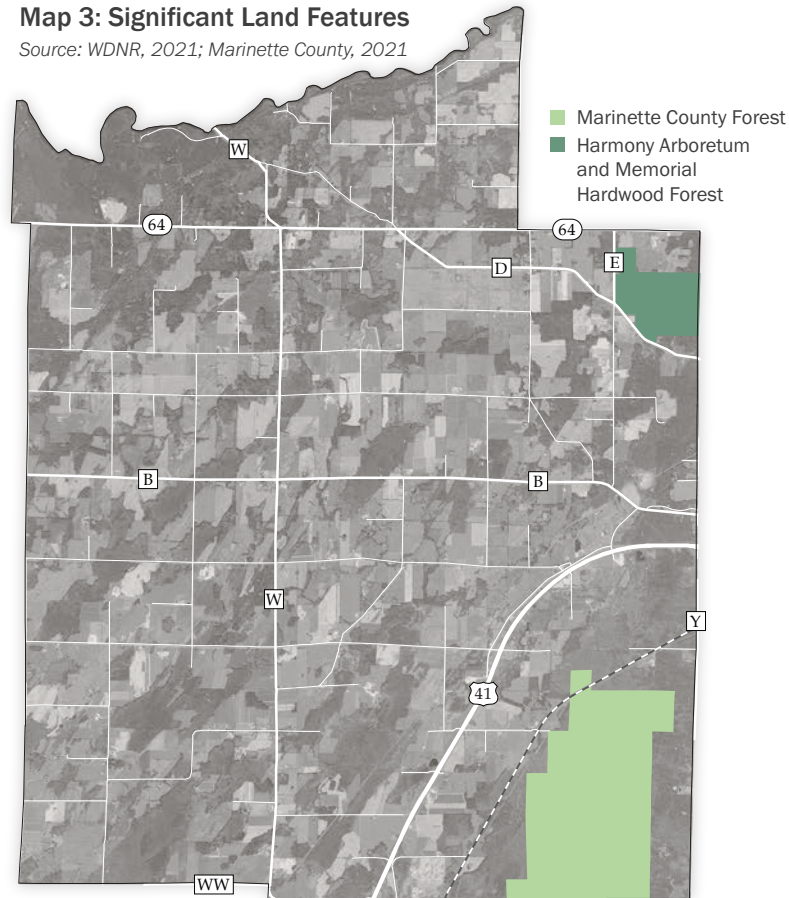 Map 3: Significant Land Features
Source: WDNR, 2021; Marinette County, 2021
Marinette County Forest
Harmony Arboretum
and Memorial
Hardwood Forest
W
64
64
E
D
B
B
W
Y
41
WW